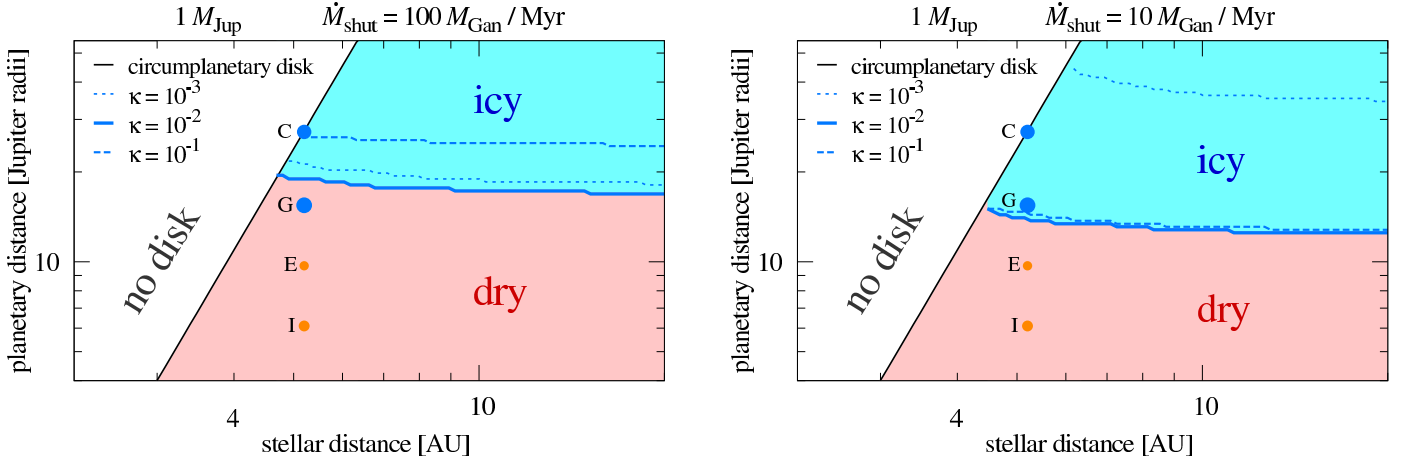 1 M_Jup Ṁ_shut = 100 M_Gan / Myr
circumplanetary disk
κ = 10⁻³
κ = 10⁻²
κ = 10⁻¹
icy
C
G
E
I
no disk
dry
10
planetary distance [Jupiter radii]
4
10
stellar distance [AU]
1 M_Jup Ṁ_shut = 10 M_Gan / Myr
circumplanetary disk
κ = 10⁻³
κ = 10⁻²
κ = 10⁻¹
icy
C
G
E
I
no disk
dry
10
planetary distance [Jupiter radii]
4
10
stellar distance [AU]